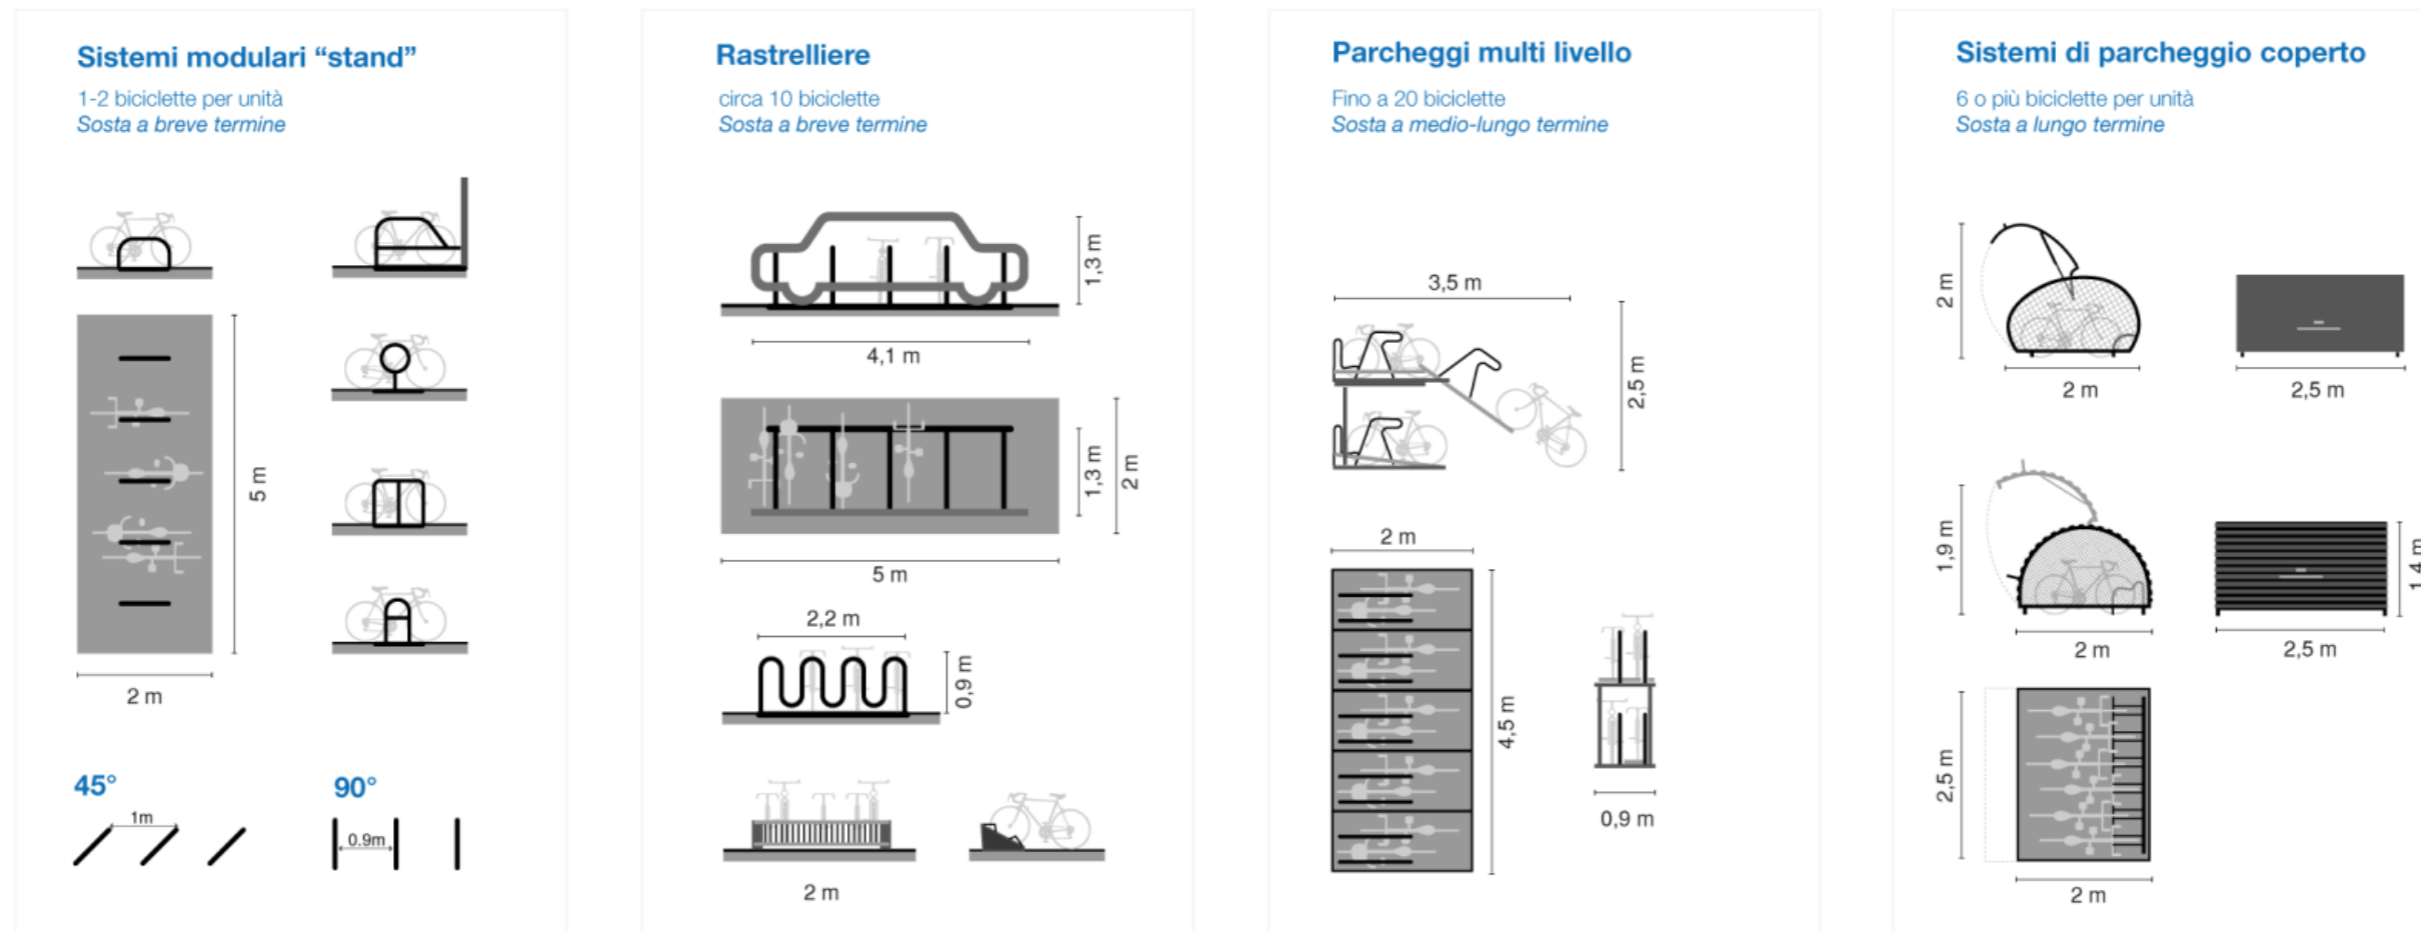 Sistemi modulari “stand”
1-2 biciclette per unità
Sosta a breve termine
5 m
2 m
45°
1m
90°
0.9m
Rastrelliere
circa 10 biciclette
Sosta a breve termine
1,3 m
4,1 m
1,3 m
2 m
5 m
2,2 m
0,9 m
2 m
Parcheggi multi livello
Fino a 20 biciclette
Sosta a medio-lungo termine
3,5 m
2,5 m
2 m
4,5 m
0,9 m
Sistemi di parcheggio coperto
6 o più biciclette per unità
Sosta a lungo termine
2 m
2 m
2,5 m
1,9 m
1,4 m
2 m
2,5 m
2,5 m
2 m